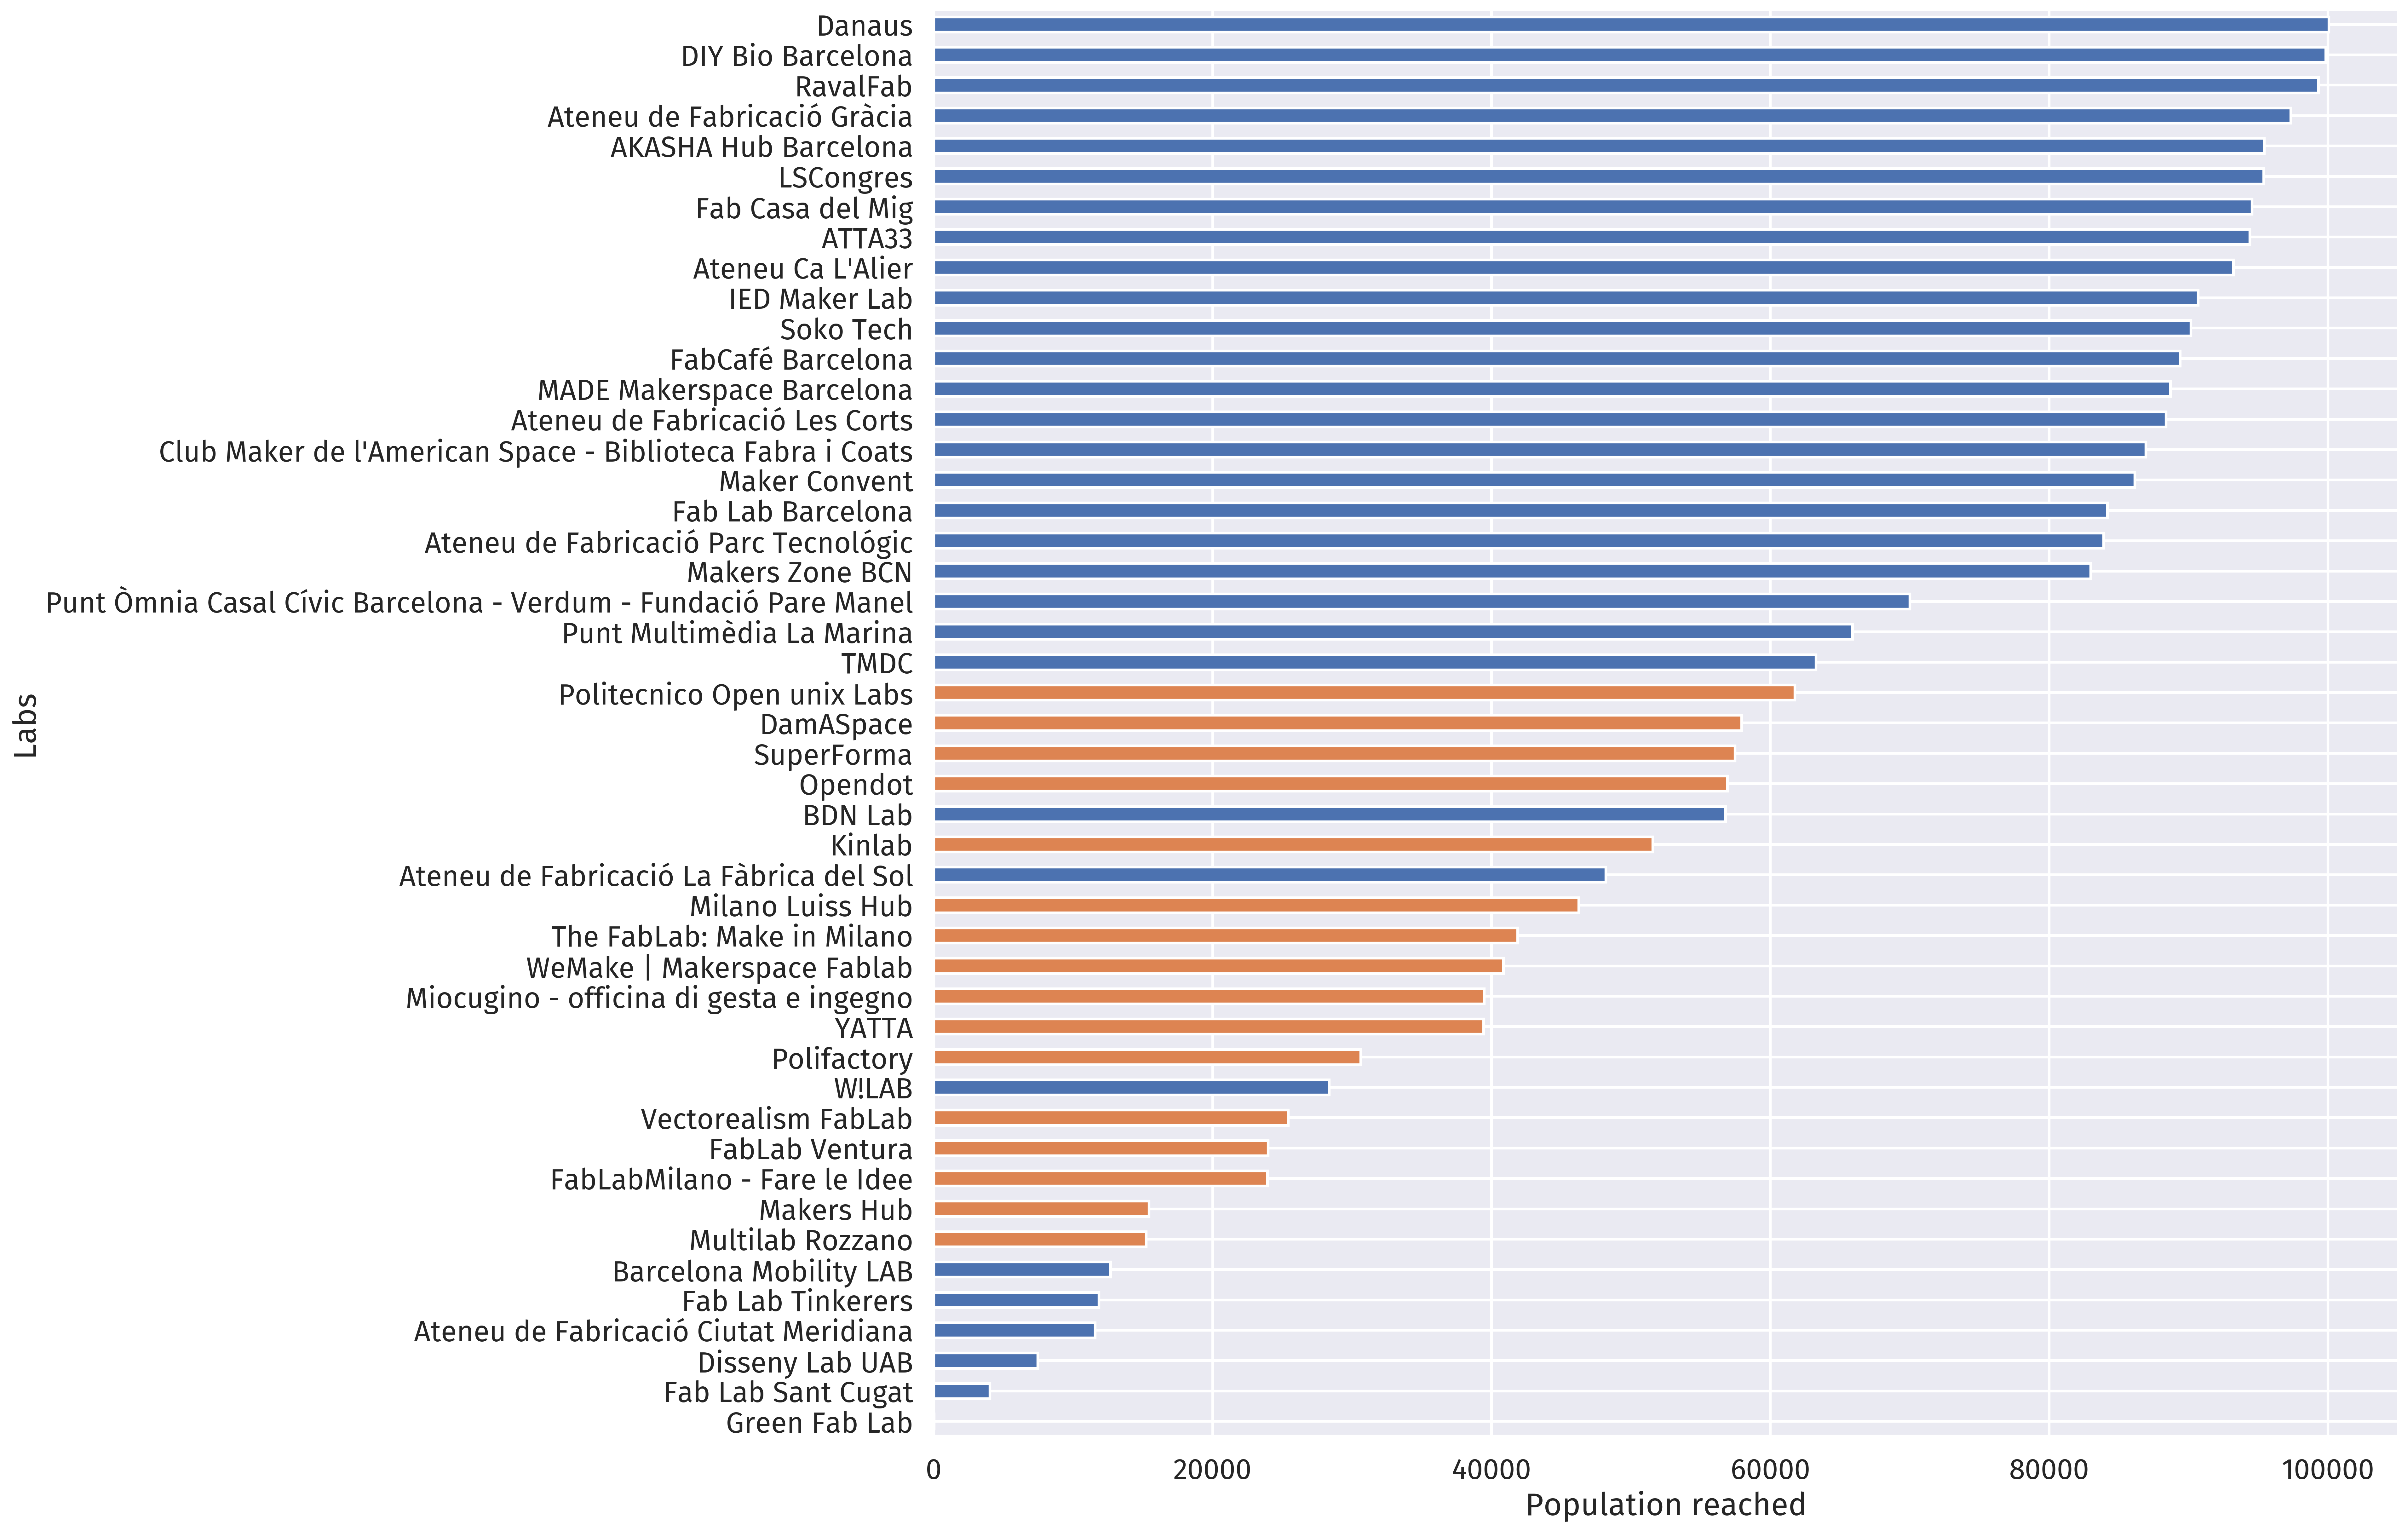 Danaus
DIY Bio Barcelona
RavalFab
Ateneu de Fabricació Gràcia
AKASHA Hub Barcelona
LSCongres
Fab Casa del Mig
ATTA33
Ateneu Ca L'Alier
IED Maker Lab
Soko Tech
FabCafé Barcelona
MADE Makerspace Barcelona
Ateneu de Fabricació Les Corts
Club Maker de l'American Space - Biblioteca Fabra i Coats
Maker Convent
Fab Lab Barcelona
Ateneu de Fabricació Parc Tecnológic
Makers Zone BCN
Punt Òmnia Casal Cívic Barcelona - Verdum - Fundació Pare Manel
Punt Multimèdia La Marina
TMDC
Politecnico Open unix Labs
DamASpace
SuperForma
Opendot
BDN Lab
Kinlab
Ateneu de Fabricació La Fàbrica del Sol
Milano Luiss Hub
The FabLab: Make in Milano
WeMake | Makerspace Fablab
Miocugino - officina di gesta e ingegno
YATTA
Polifactory
W!LAB
Vectorealism FabLab
FabLab Ventura
FabLabMilano - Fare le Idee
Makers Hub
Multilab Rozzano
Barcelona Mobility LAB
Fab Lab Tinkerers
Ateneu de Fabricació Ciutat Meridiana
Disseny Lab UAB
Fab Lab Sant Cugat
Green Fab Lab
Labs
0 20000 40000 60000 80000 100000
Population reached